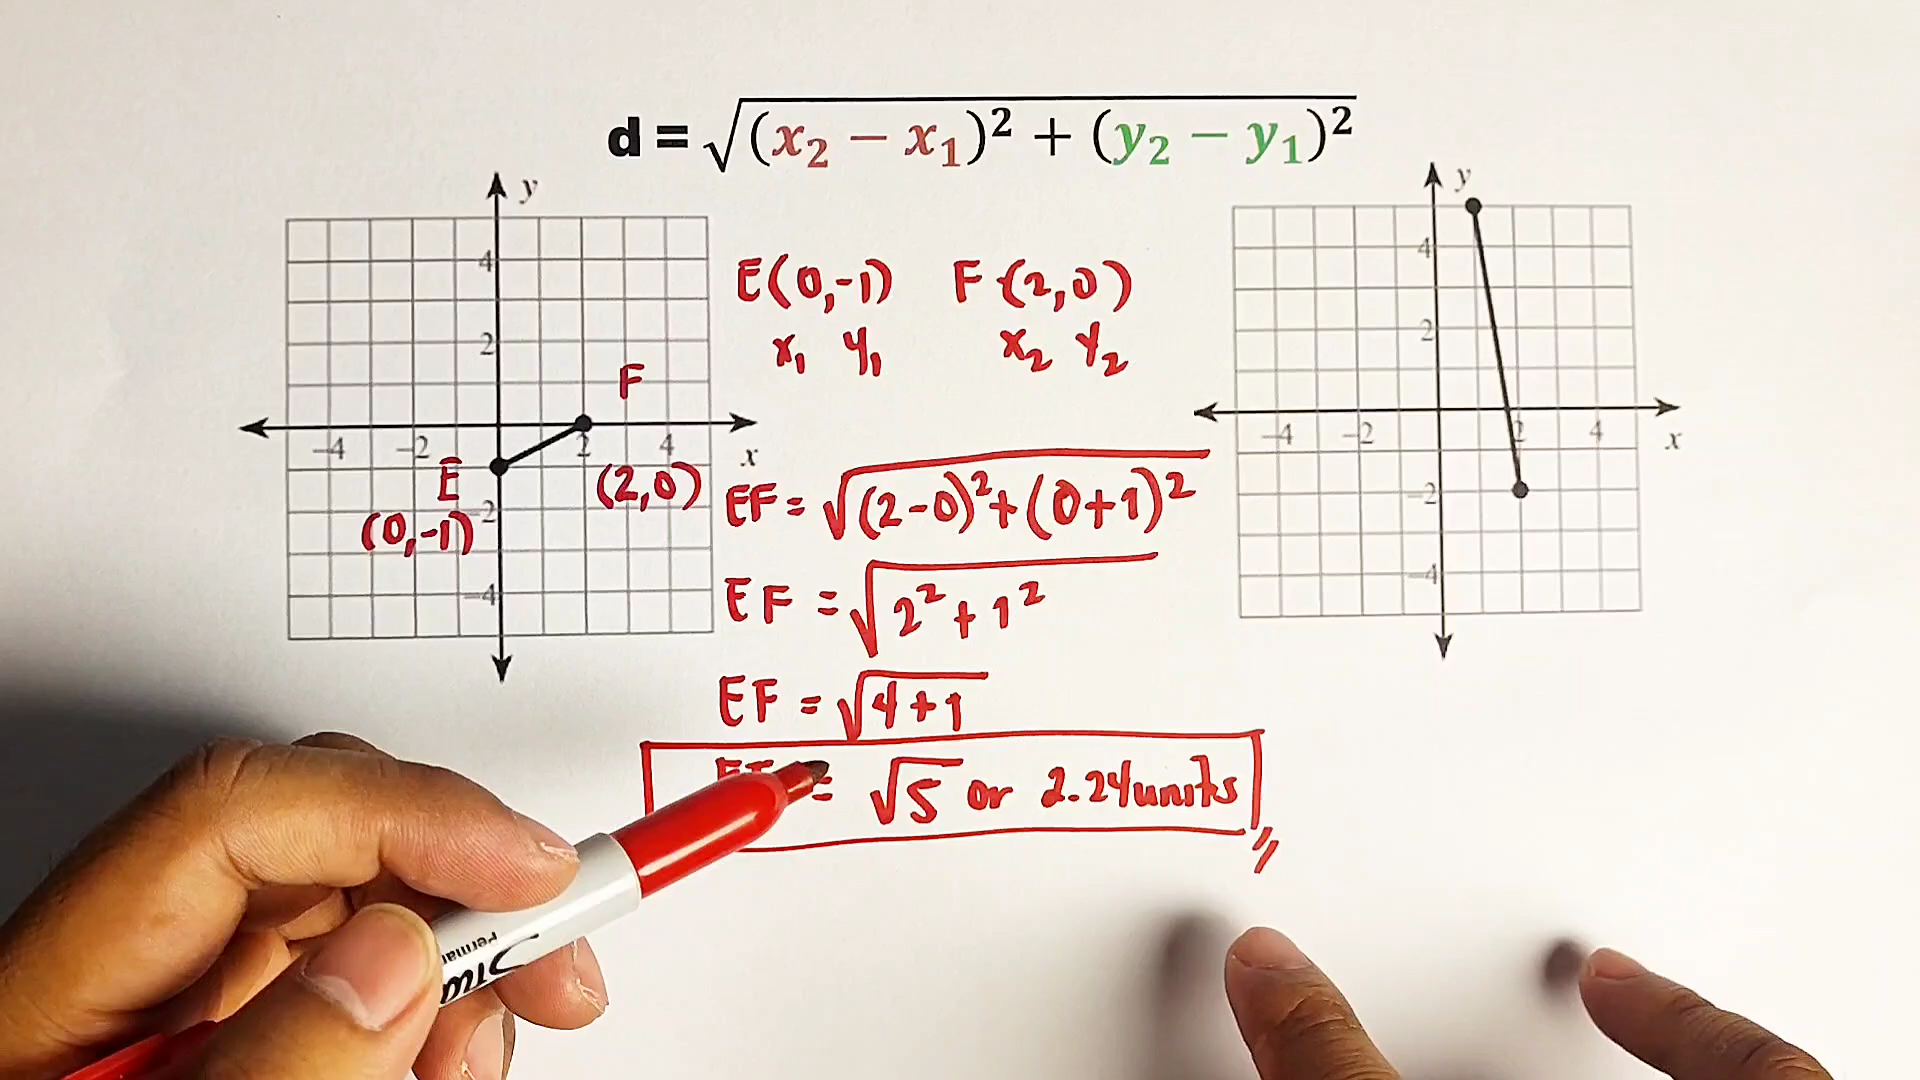 d = √(x₂ − x₁)² + (y₂ − y₁)²
y
4
2
-4 -2 2 4
x
-2
-4
F
E
(2,0)
(0,-1)
E(0,-1) F(2,0)
x₁ y₁ x₂ y₂
EF = √(2-0)²+(0+1)²
EF = √2²+1²
EF = √4+1
EF = √5 or 2.24units
y
4
2
-4 -2 2 4
x
-2
-4